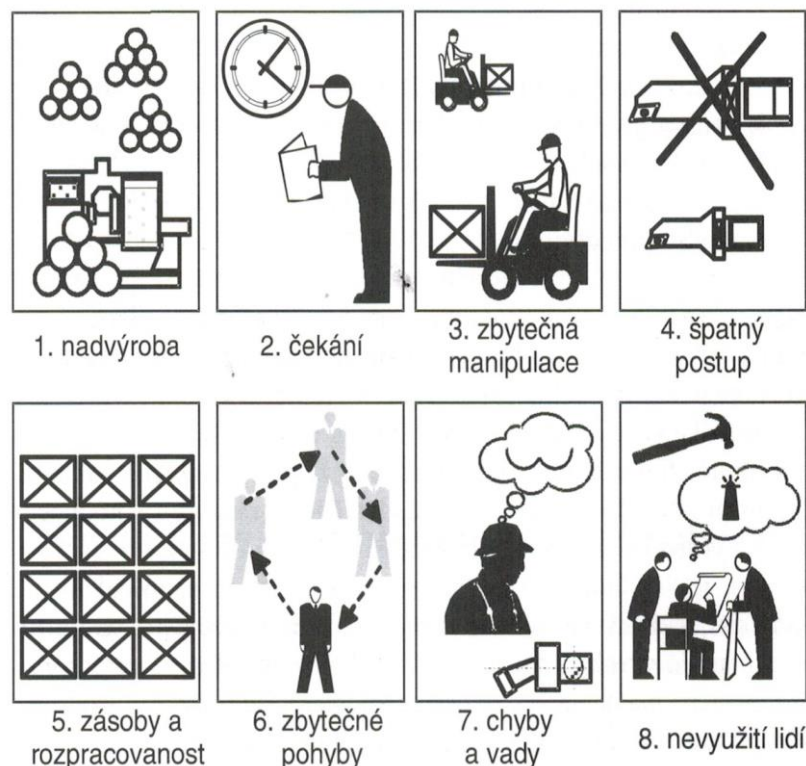 1. nadvýroba
2. čekání
3. zbytečná
manipulace
4. špatný
postup
5. zásoby a
rozpracovanost
6. zbytečné
pohyby
7. chyby
a vady
8. nevyužití lidí